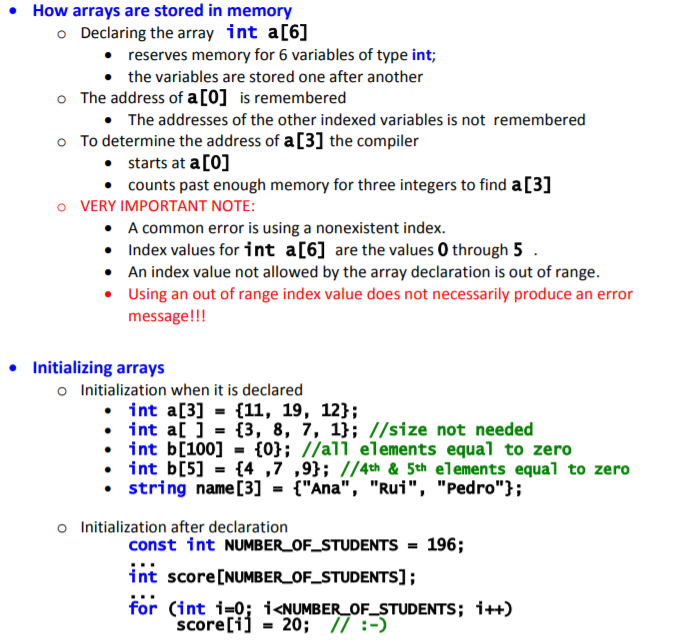 • How arrays are stored in memory
o Declaring the array int a[6]
• reserves memory for 6 variables of type int;
• the variables are stored one after another
o The address of a[0] is remembered
• The addresses of the other indexed variables is not remembered
o To determine the address of a[3] the compiler
• starts at a[0]
• counts past enough memory for three integers to find a[3]
o VERY IMPORTANT NOTE:
• A common error is using a nonexistent index.
• Index values for int a[6] are the values 0 through 5 .
• An index value not allowed by the array declaration is out of range.
• Using an out of range index value does not necessarily produce an error
message!!!
• Initializing arrays
o Initialization when it is declared
• int a[3] = {11, 19, 12};
• int a[ ] = {3, 8, 7, 1}; //size not needed
• int b[100] = {0}; //all elements equal to zero
• int b[5] = {4 ,7 ,9}; //4th & 5th elements equal to zero
• string name[3] = {"Ana", "Rui", "Pedro"};
o Initialization after declaration
const int NUMBER_OF_STUDENTS = 196;
...
int score[NUMBER_OF_STUDENTS];
...
for (int i=0; i<NUMBER_OF_STUDENTS; i++)
score[i] = 20; // :-)